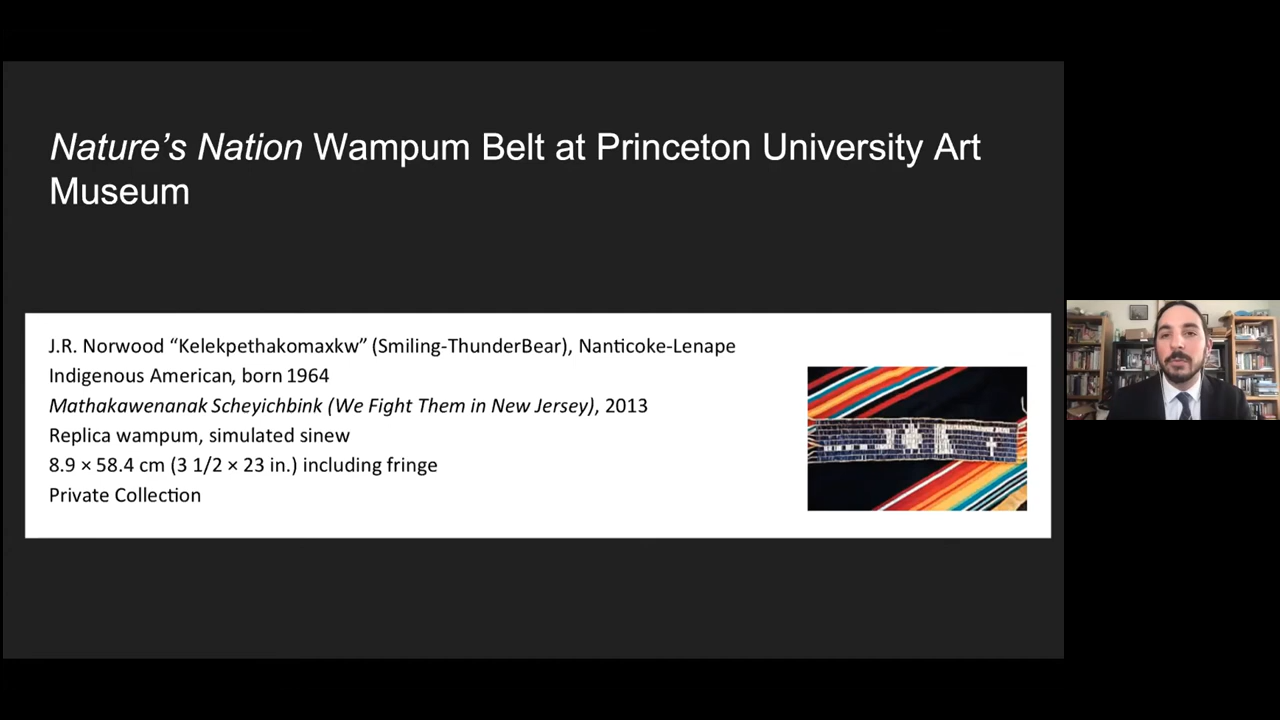 Nature’s Nation Wampum Belt at Princeton University Art
Museum
J.R. Norwood “Kelekpethakomaxkw” (Smiling-ThunderBear), Nanticoke-Lenape
Indigenous American, born 1964
Mathakawenanak Scheyichbink (We Fight Them in New Jersey), 2013
Replica wampum, simulated sinew
8.9 × 58.4 cm (3 1/2 × 23 in.) including fringe
Private Collection